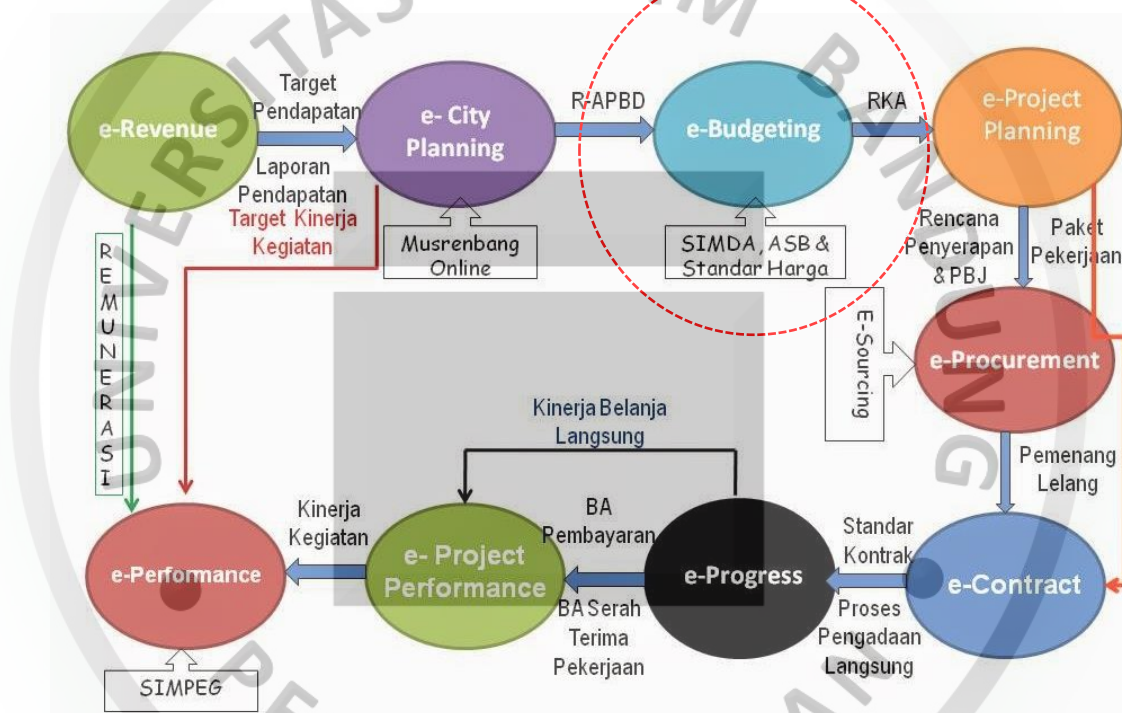 e-Revenue
Target
Pendapatan
Laporan
Pendapatan
e- City
Planning
R-APBD
e-Budgeting
RKA
e-Project
Planning
Target Kinerja
Kegiatan
Musrenbang
Online
SIMDA, ASB &
Standar Harga
Rencana
Penyerapan
& PBJ
Paket
Pekerjaan
REMUNERASI
E-Sourcing
e-Procurement
Kinerja Belanja
Langsung
Pemenang
Lelang
Kinerja
Kegiatan
BA
Pembayaran
Standar
Kontrak
e-Performance
e- Project
Performance
e-Progress
e-Contract
BA Serah
Terima
Pekerjaan
Proses
Pengadaan
Langsung
SIMPEG